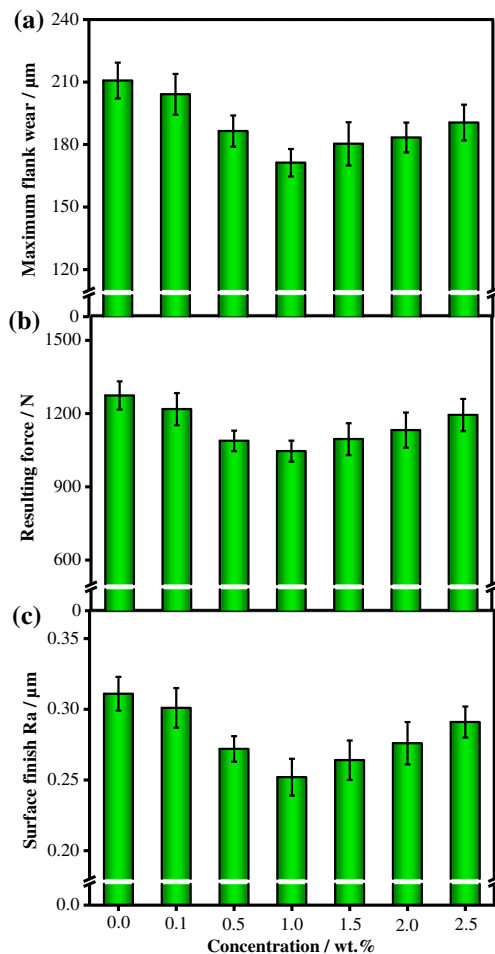 (a)
Maximum flank wear / μm
240
210
180
150
120
0
(b)
Resulting force / N
1500
1200
900
600
0
(c)
Surface finish Ra / μm
0.35
0.30
0.25
0.20
0.0
0.0 0.1 0.5 1.0 1.5 2.0 2.5
Concentration / wt.%